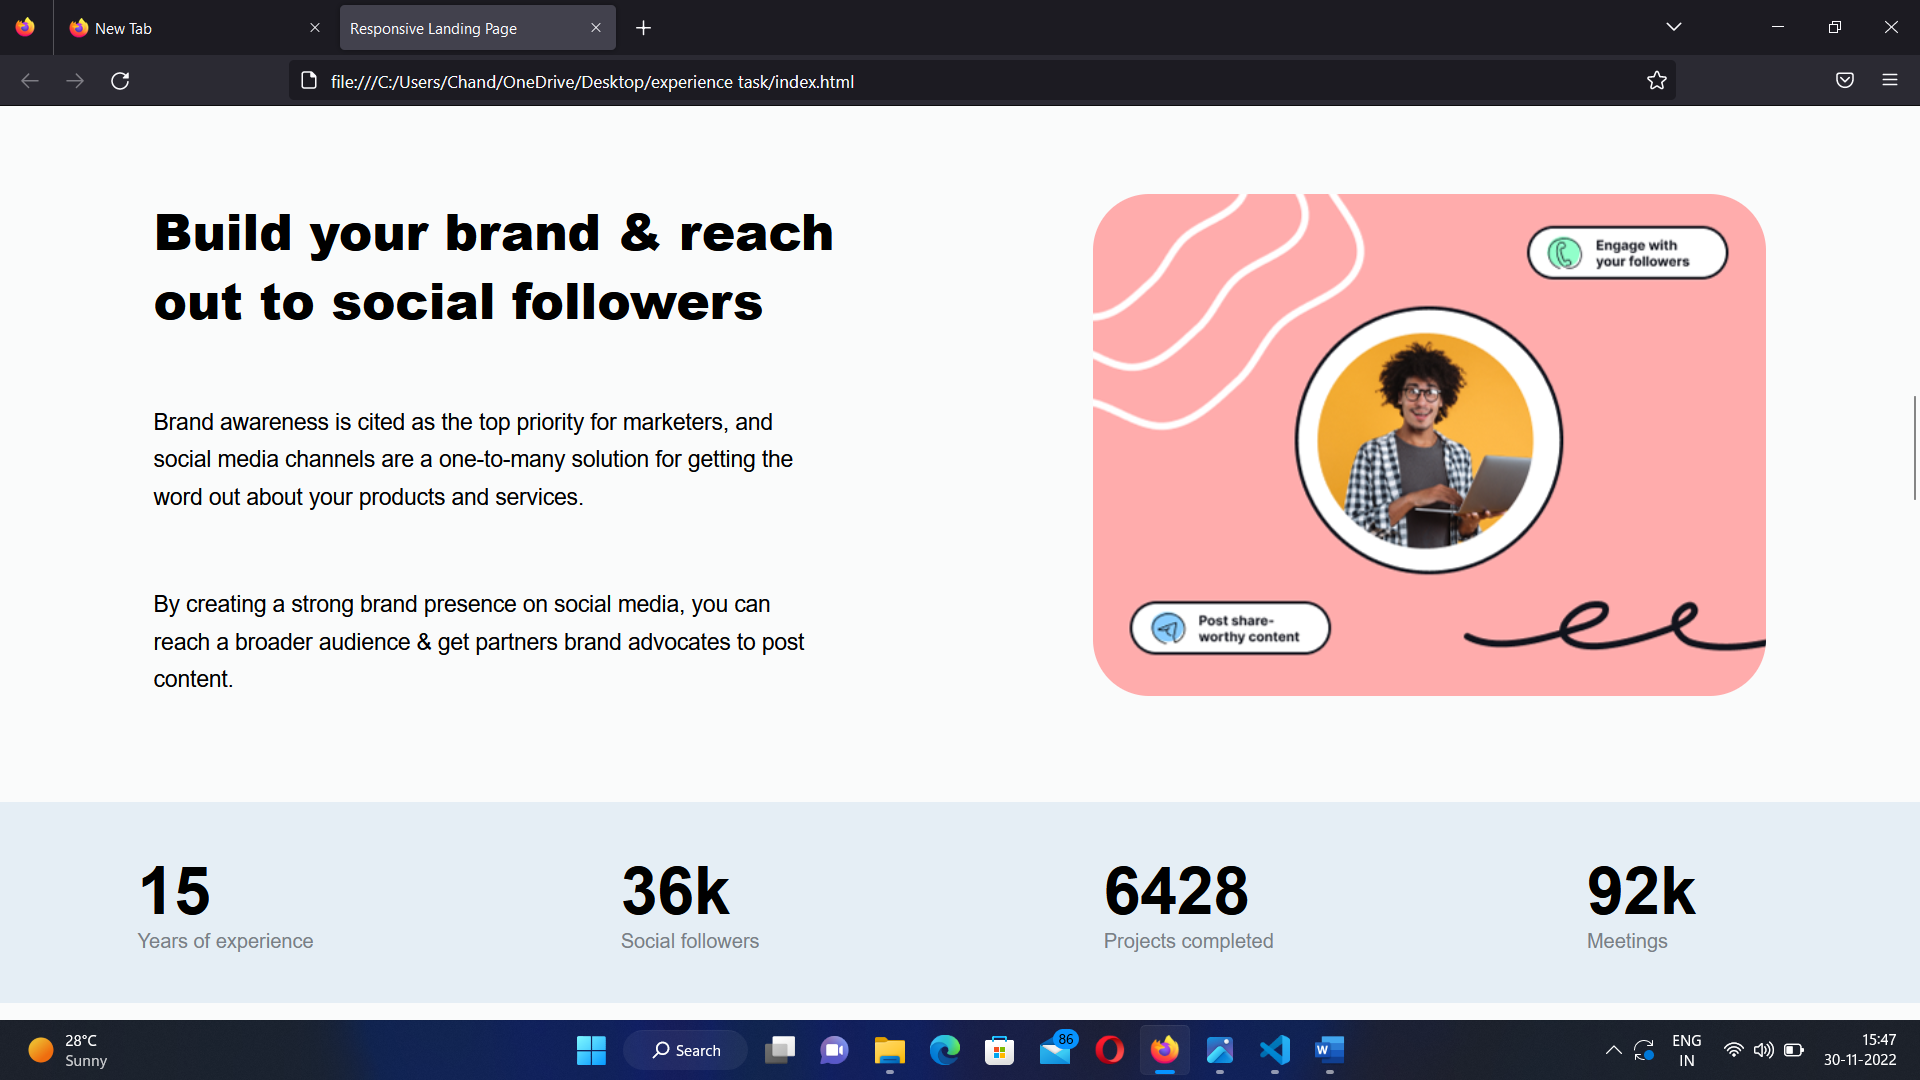 New Tab
Responsive Landing Page
file:///C:/Users/Chand/OneDrive/Desktop/experience task/index.html
Build your brand & reach
out to social followers
Brand awareness is cited as the top priority for marketers, and
social media channels are a one-to-many solution for getting the
word out about your products and services.
By creating a strong brand presence on social media, you can
reach a broader audience & get partners brand advocates to post
content.
Engage with
your followers
Post share-
worthy content
15
Years of experience
36k
Social followers
6428
Projects completed
92k
Meetings
28°C
Sunny
Search
86
W
ENG
IN
15:47
30-11-2022